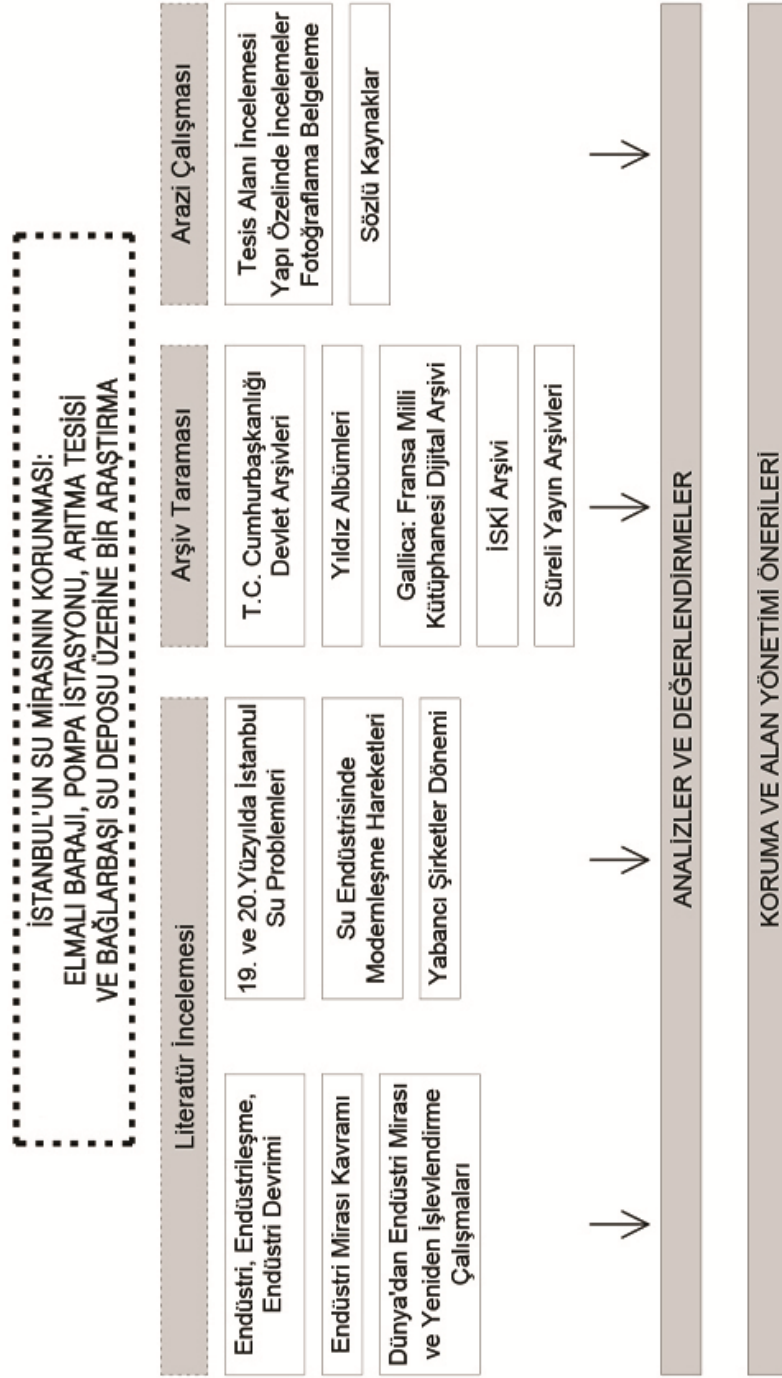 İSTANBUL'UN SU MİRASININ KORUNMASI:
ELMALI BARAJI, POMPA İSTASYONU, ARITMA TESİSİ
VE BAĞLARBAŞI SU DEPOSU ÜZERİNE BİR ARAŞTIRMA
Literatür İncelemesi
Endüstri, Endüstrileşme,
Endüstri Devrimi
Endüstri Mirası Kavramı
Dünya'dan Endüstri Mirası
ve Yeniden İşlevlendirme
Çalışmaları
19. ve 20.Yüzyılda İstanbul
Su Problemleri
Su Endüstrisinde
Modernleşme Hareketleri
Yabancı Şirketler Dönemi
Arşiv Taraması
T.C. Cumhurbaşkanlığı
Devlet Arşivleri
Yıldız Albümleri
Gallica: Fransa Milli
Kütüphanesi Dijital Arşivi
İSKİ Arşivi
Süreli Yayın Arşivleri
Arazi Çalışması
Tesis Alanı İncelemesi
Yapı Özelinde İncelemeler
Fotoğraflama Belgeleme
Sözlü Kaynaklar
ANALİZLER VE DEĞERLENDİRMELER
KORUMA VE ALAN YÖNETİMİ ÖNERİLERİ